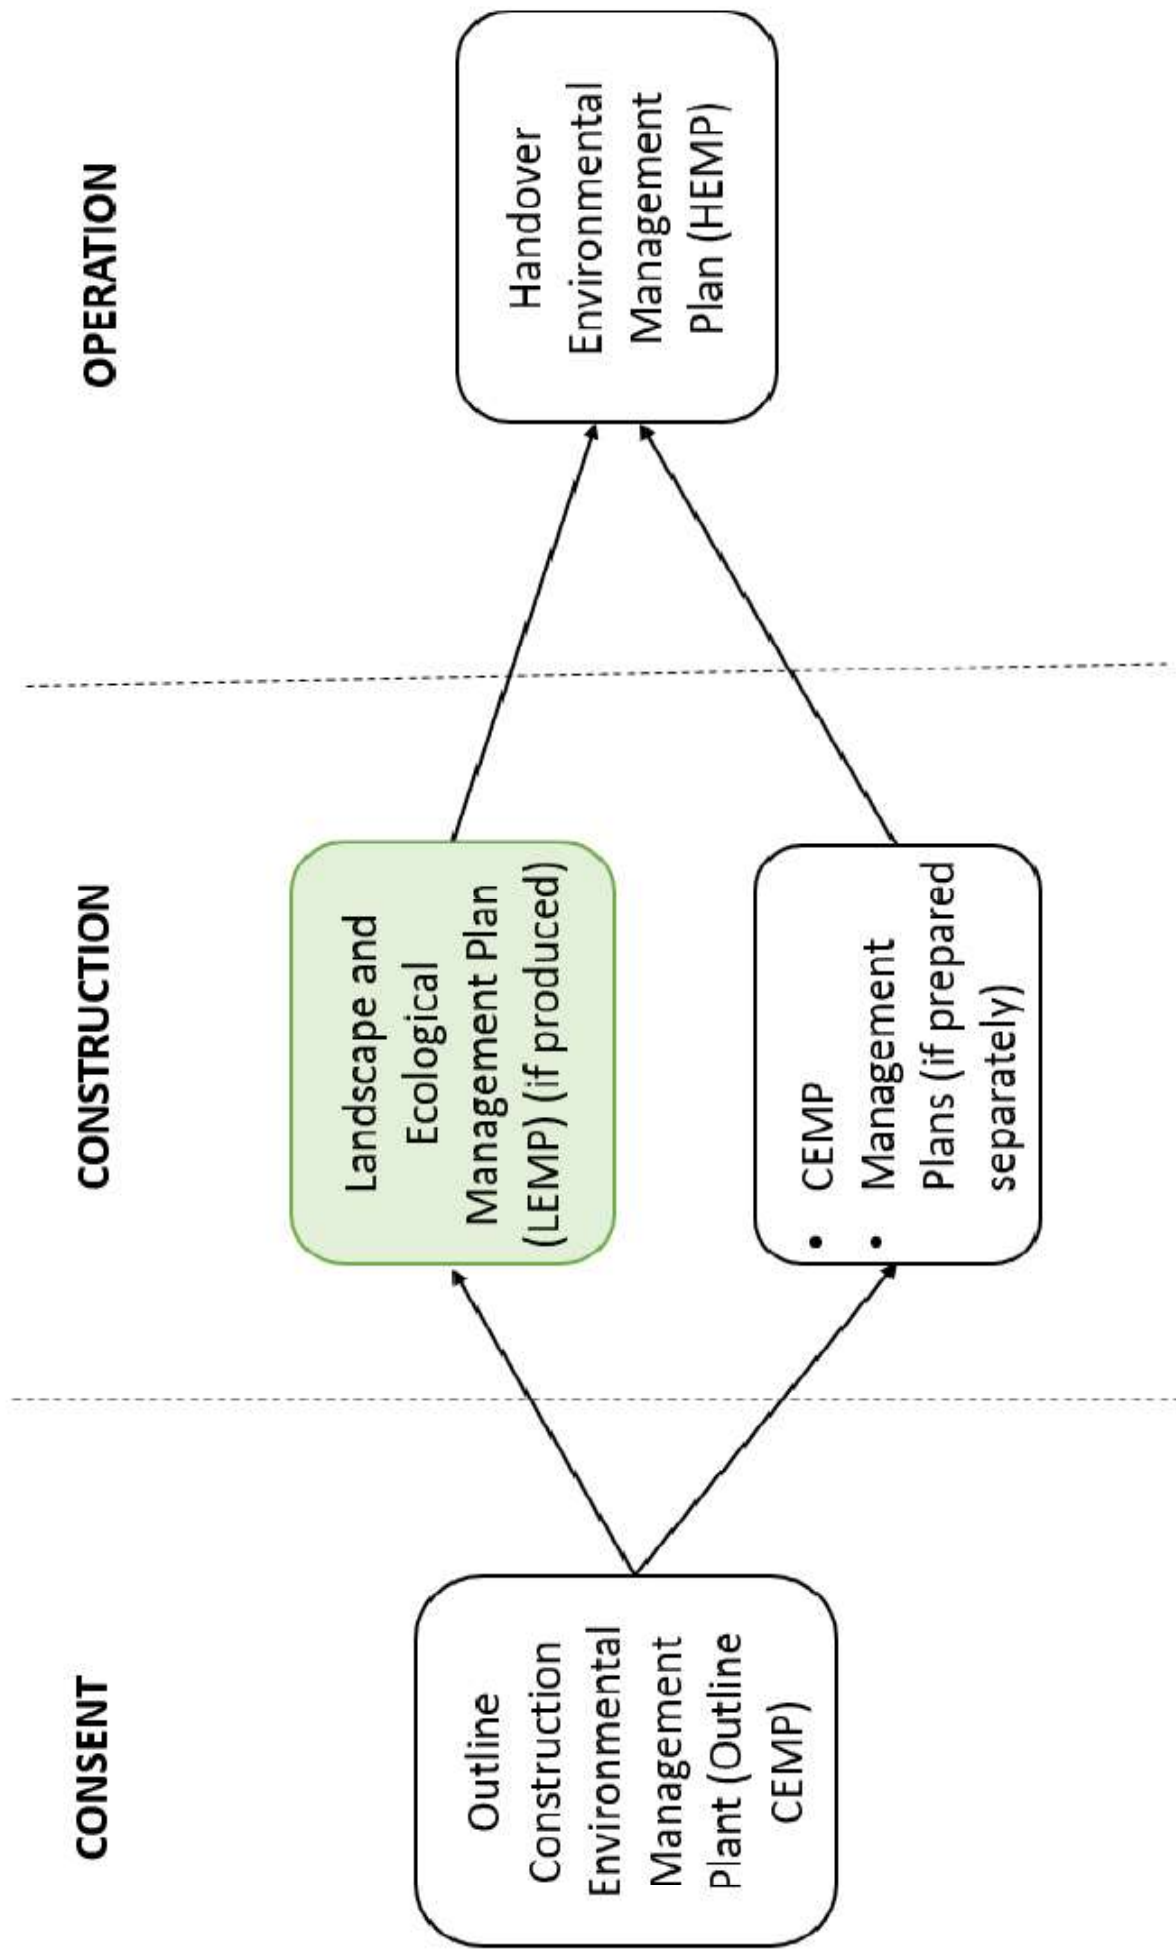 CONSENT
CONSTRUCTION
OPERATION
Outline
Construction
Environmental
Management
Plant (Outline
CEMP)
Landscape and
Ecological
Management Plan
(LEMP) (if produced)
• CEMP
• Management
Plans (if prepared
separately)
Handover
Environmental
Management
Plan (HEMP)